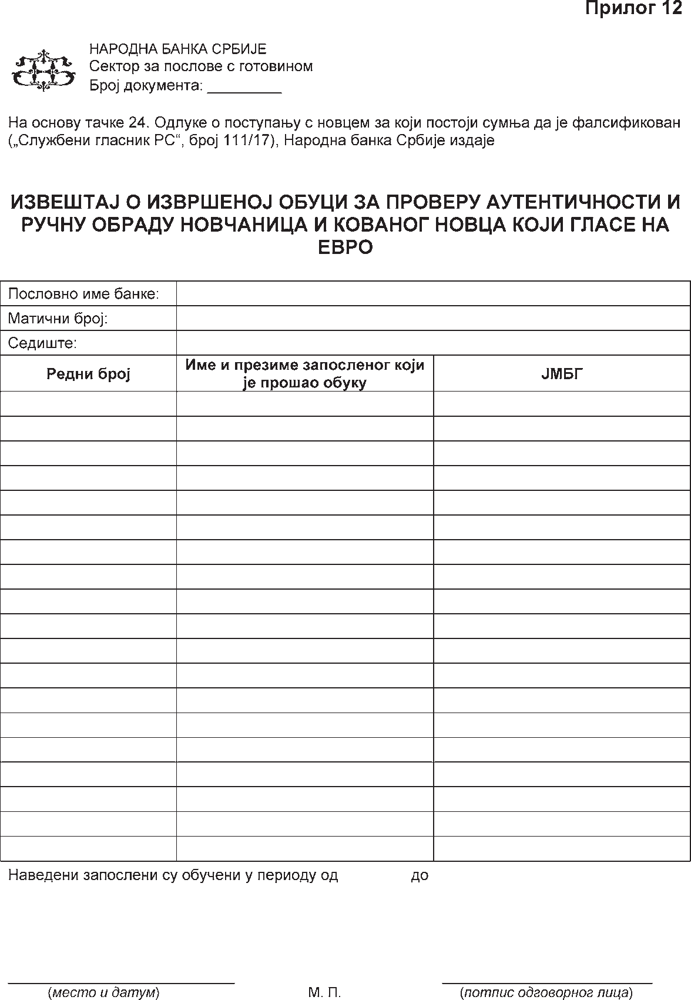 Прилог 12
НАРОДНА БАНКА СРБИЈЕ
Сектор за послове с готовином
Број документа: _________
На основу тачке 24. Одлуке о поступању с новцем за који постоји сумња да је фалсификован
(„Службени гласник РС“, број 111/17), Народна банка Србије издаје
ИЗВЕШТАЈ О ИЗВРШЕНОЈ ОБУЦИ ЗА ПРОВЕРУ АУТЕНТИЧНОСТИ И
РУЧНУ ОБРАДУ НОВЧАНИЦА И КОВАНОГ НОВЦА КОЈИ ГЛАСЕ НА
ЕВРО
Пословно име банке:
Матични број:
Седиште:
Редни број
Име и презиме запосленог који
је прошао обуку
ЈМБГ
Наведени запослени су обучени у периоду од до
(место и датум) М. П. (потпис одговорног лица)